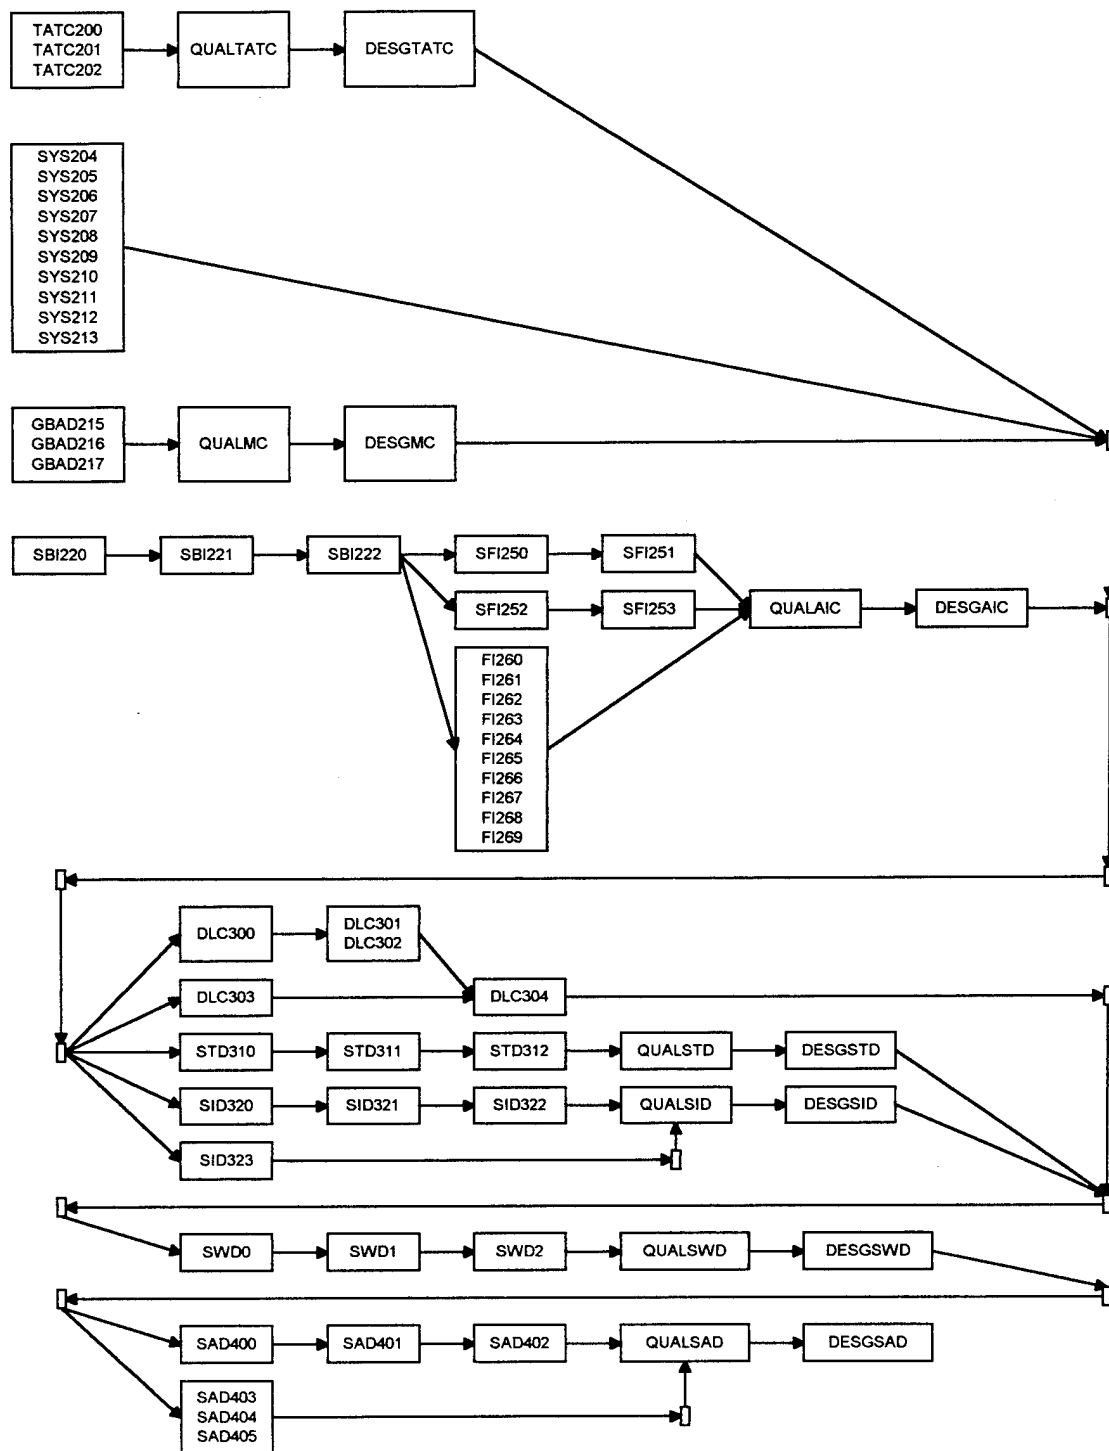 TATC200
TATC201
TATC202
QUALTATC
DESGTATC
SYS204
SYS205
SYS206
SYS207
SYS208
SYS209
SYS210
SYS211
SYS212
SYS213
GBAD215
GBAD216
GBAD217
QUALMC
DESGMC
SBI220
SBI221
SBI222
SFI250
SFI251
SFI252
SFI253
QUALAIC
DESGAIC
FI260
FI261
FI262
FI263
FI264
FI265
FI266
FI267
FI268
FI269
DLC300
DLC301
DLC302
DLC303
DLC304
STD310
STD311
STD312
QUALSTD
DESGSTD
SID320
SID321
SID322
QUALSID
DESGSID
SID323
SWD0
SWD1
SWD2
QUALSWD
DESGSWD
SAD400
SAD401
SAD402
QUALSAD
DESGSAD
SAD403
SAD404
SAD405